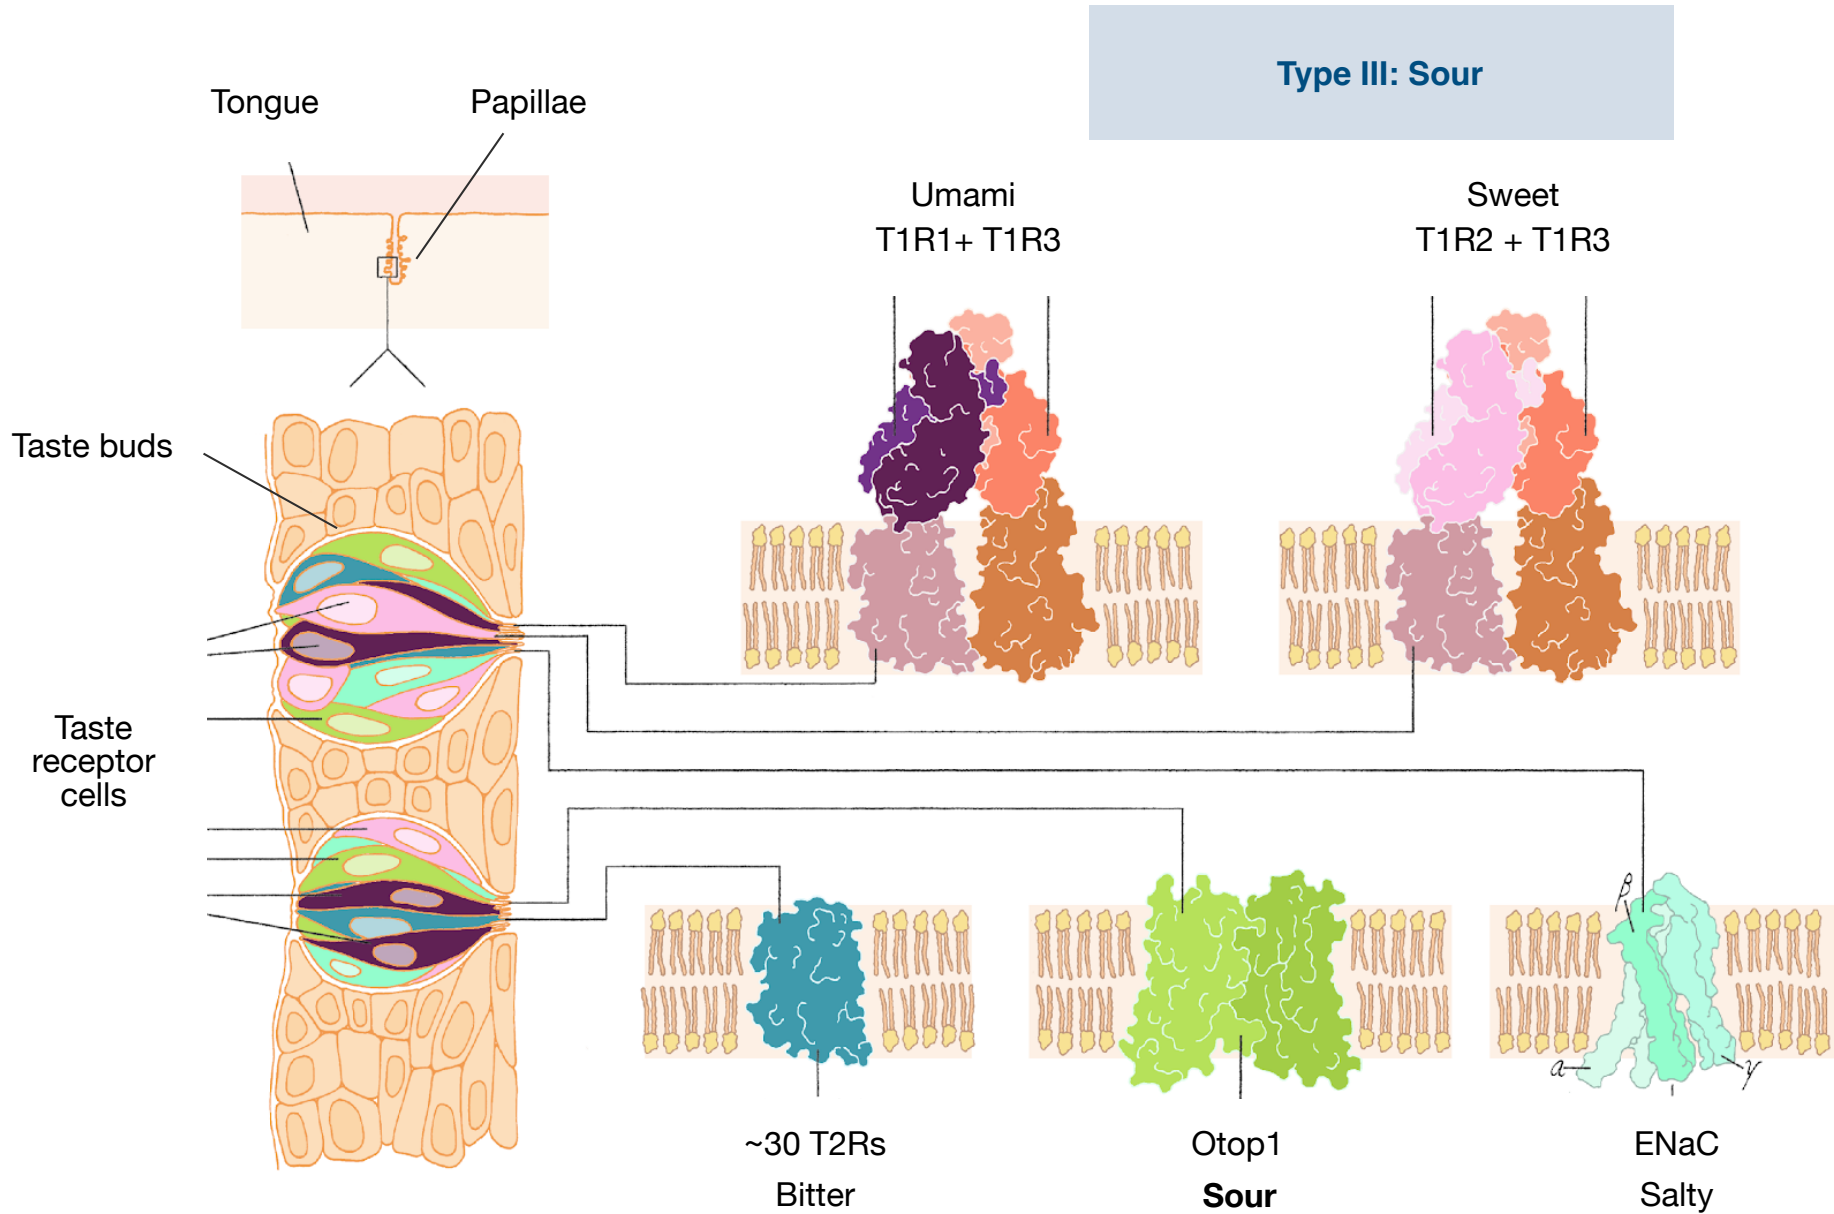 Type III: Sour
Tongue
Papillae
Umami
T1R1+ T1R3
Sweet
T1R2 + T1R3
Taste buds
Taste
receptor
cells
β
α
γ
~30 T2Rs
Bitter
Otop1
Sour
ENaC
Salty